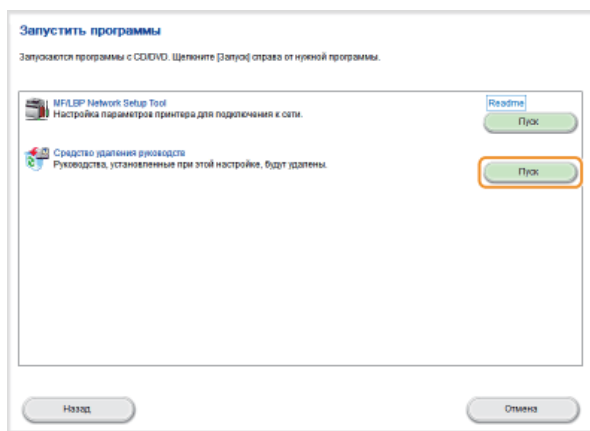 Запустить программы
Запускаются программы с CD/DVD. Щелкните [Запуск] справа от нужной программы.
MF/LBP Network Setup Tool
Readme
Настройка параметров принтера для подключения к сети.
Пуск
Средство удаления руководств
Руководства, установленные при этой настройке, будут удалены.
Пуск
Назад
Отмена